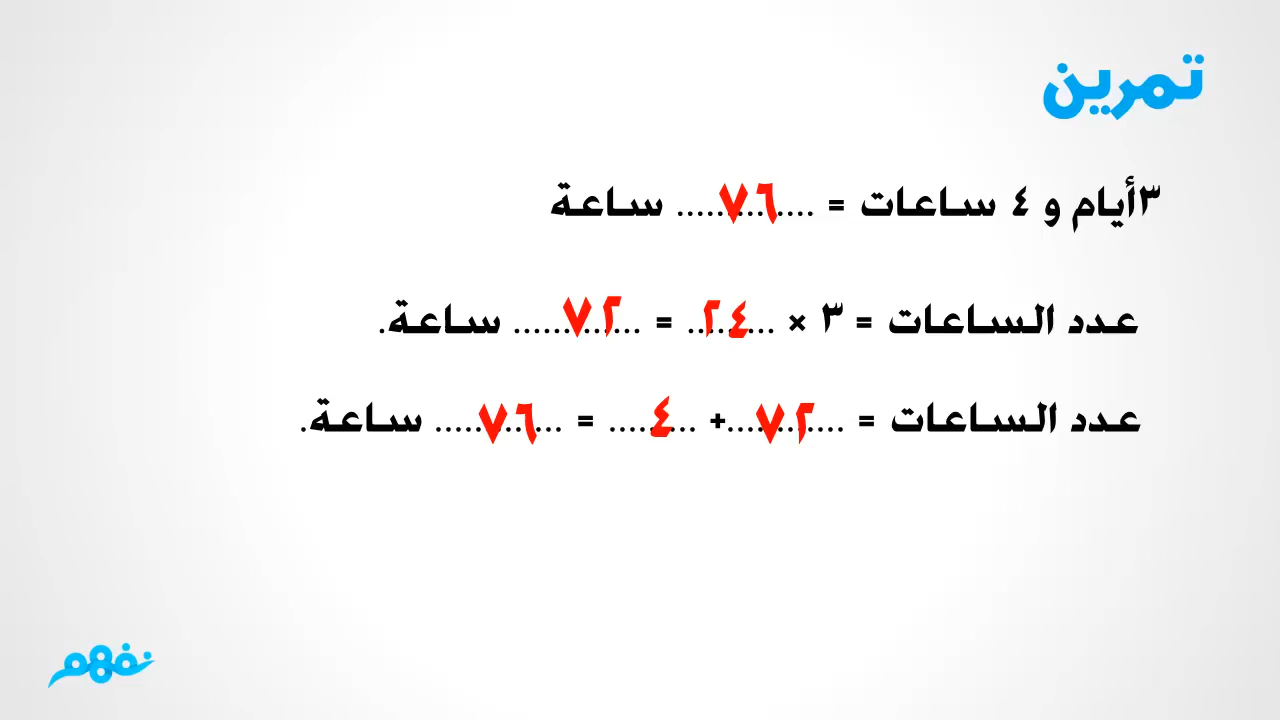 تمرين
٣أيام و ٤ ساعات = .....٧٦..... ساعة
عدد الساعات = ٣ × ...٢٤... = .....٧٢..... ساعة.
عدد الساعات = .....٧٢.....+ ...٤... = .....٧٦..... ساعة.
نفهم